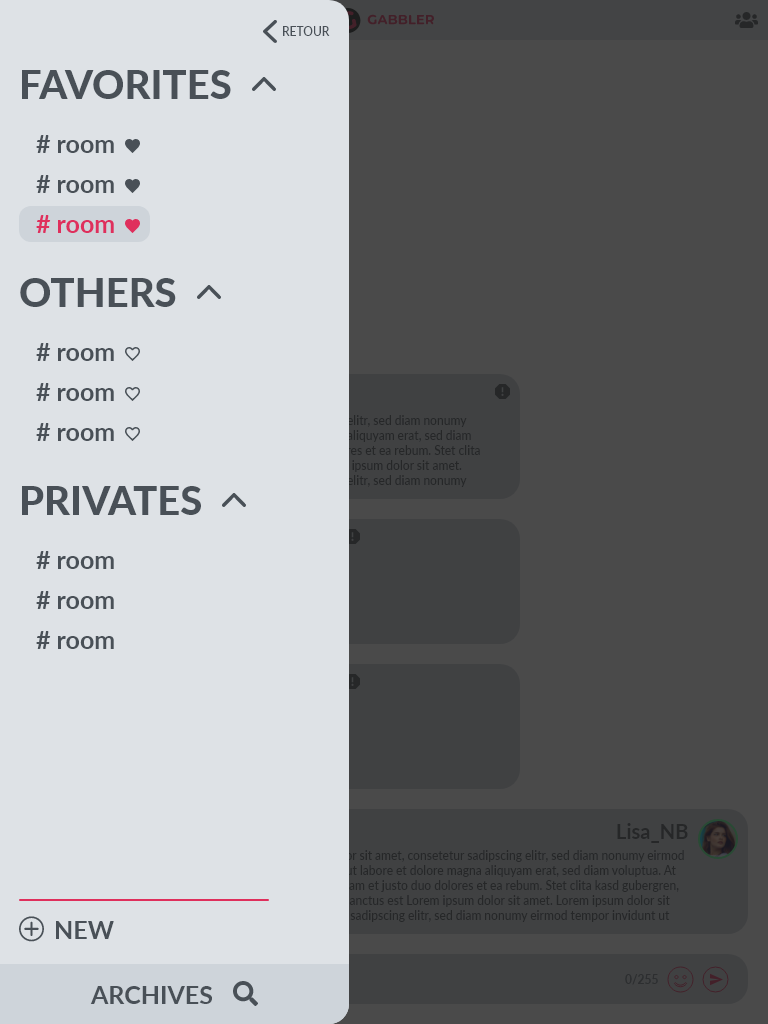 RETOUR
GABBLER
FAVORITES
# room
# room
# room
OTHERS
# room
# room
# room
PRIVATES
# room
# room
# room
elitr, sed diam nonumy
aliquyam erat, sed diam
res et ea rebum. Stet clita
ipsum dolor sit amet.
elitr, sed diam nonumy
Lisa_NB
or sit amet, consetetur sadipscing elitr, sed diam nonumy eirmod
ut labore et dolore magna aliquyam erat, sed diam voluptua. At
am et justo duo dolores et ea rebum. Stet clita kasd gubergren,
anctus est Lorem ipsum dolor sit amet. Lorem ipsum dolor sit
sadipscing elitr, sed diam nonumy eirmod tempor invidunt ut
NEW
0/255
ARCHIVES